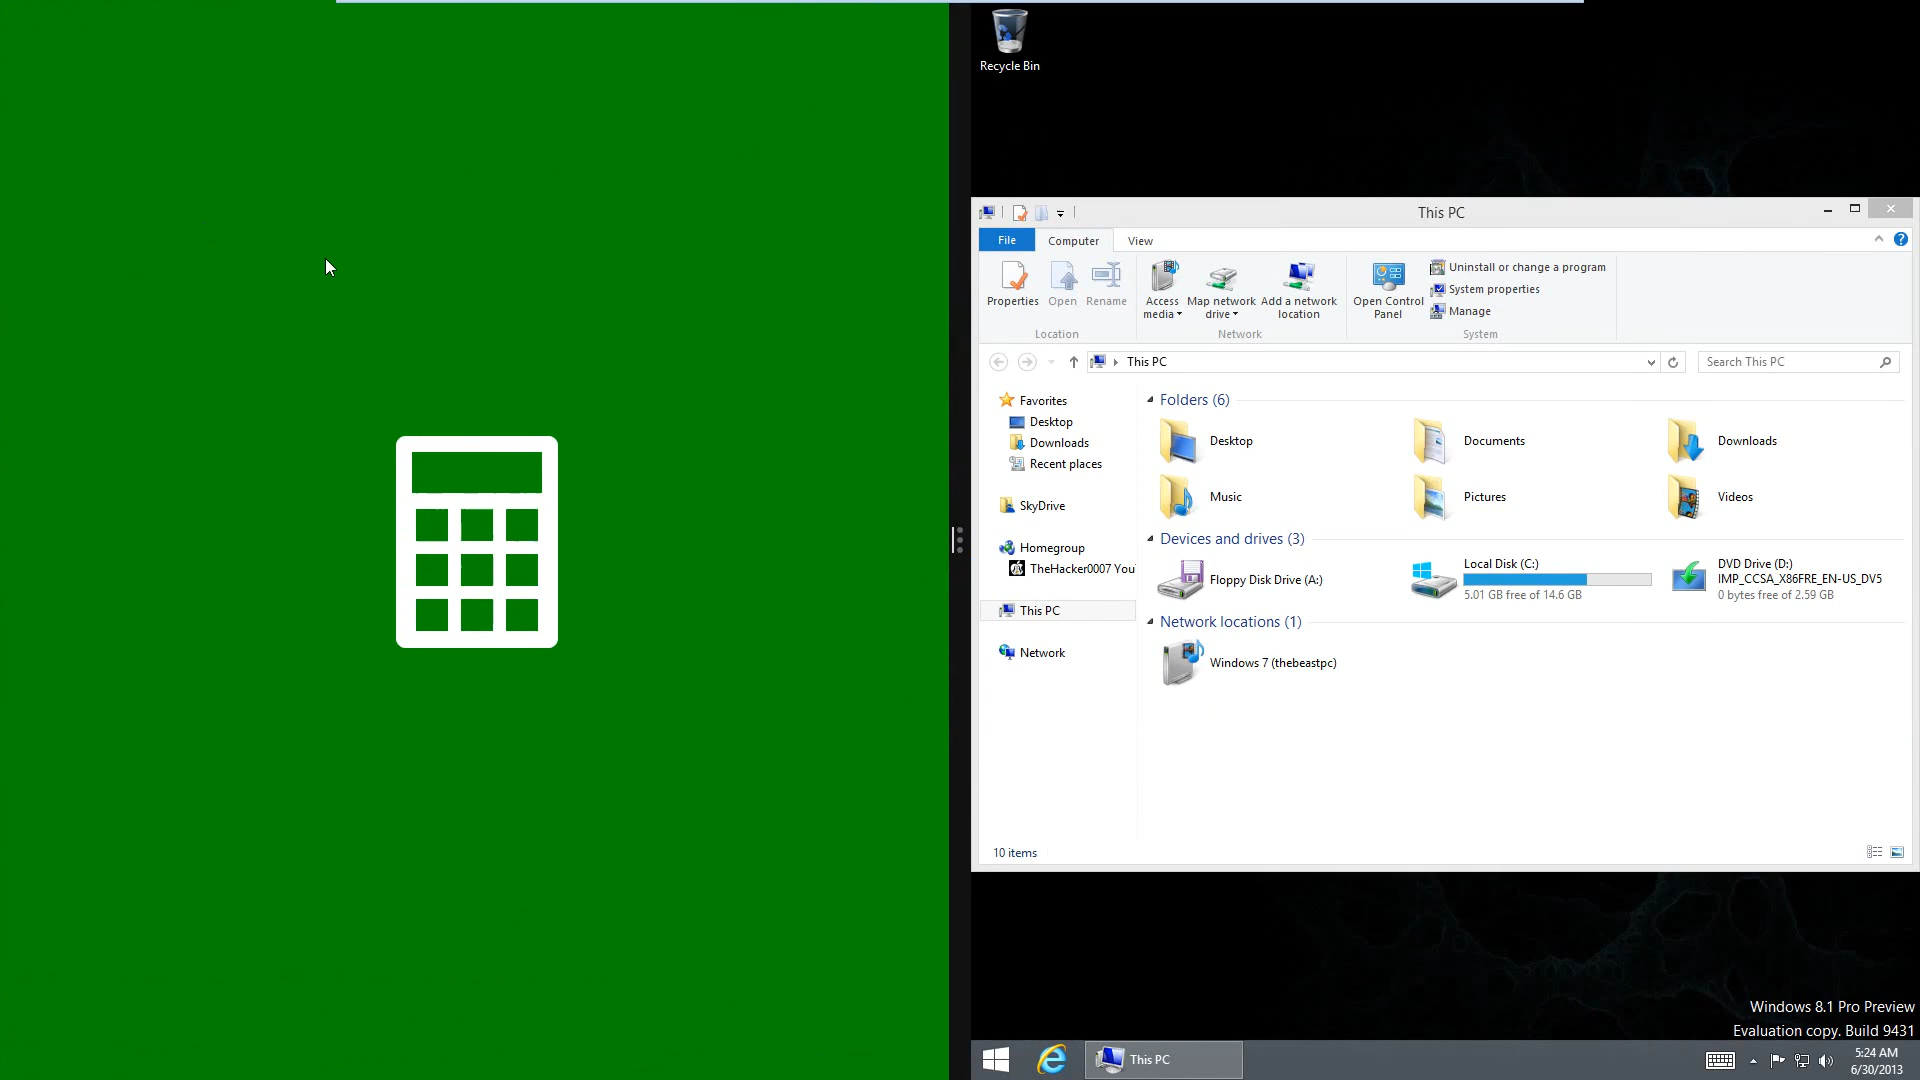 Recycle Bin
This PC
File
Computer
View
Properties
Open
Rename
Access media
Map network drive
Add a network location
Open Control Panel
Uninstall or change a program
System properties
Manage
Location
Network
System
This PC
Search This PC
Favorites
Desktop
Downloads
Recent places
SkyDrive
Homegroup
TheHacker0007 You
This PC
Network
Folders (6)
Desktop
Documents
Downloads
Music
Pictures
Videos
Devices and drives (3)
Floppy Disk Drive (A:)
Local Disk (C:)
5.01 GB free of 14.6 GB
DVD Drive (D:)
IMP_CCSA_X86FRE_EN-US_DV5
0 bytes free of 2.59 GB
Network locations (1)
Windows 7 (thebeastpc)
10 items
Windows 8.1 Pro Preview
Evaluation copy. Build 9431
This PC
5:24 AM
6/30/2013